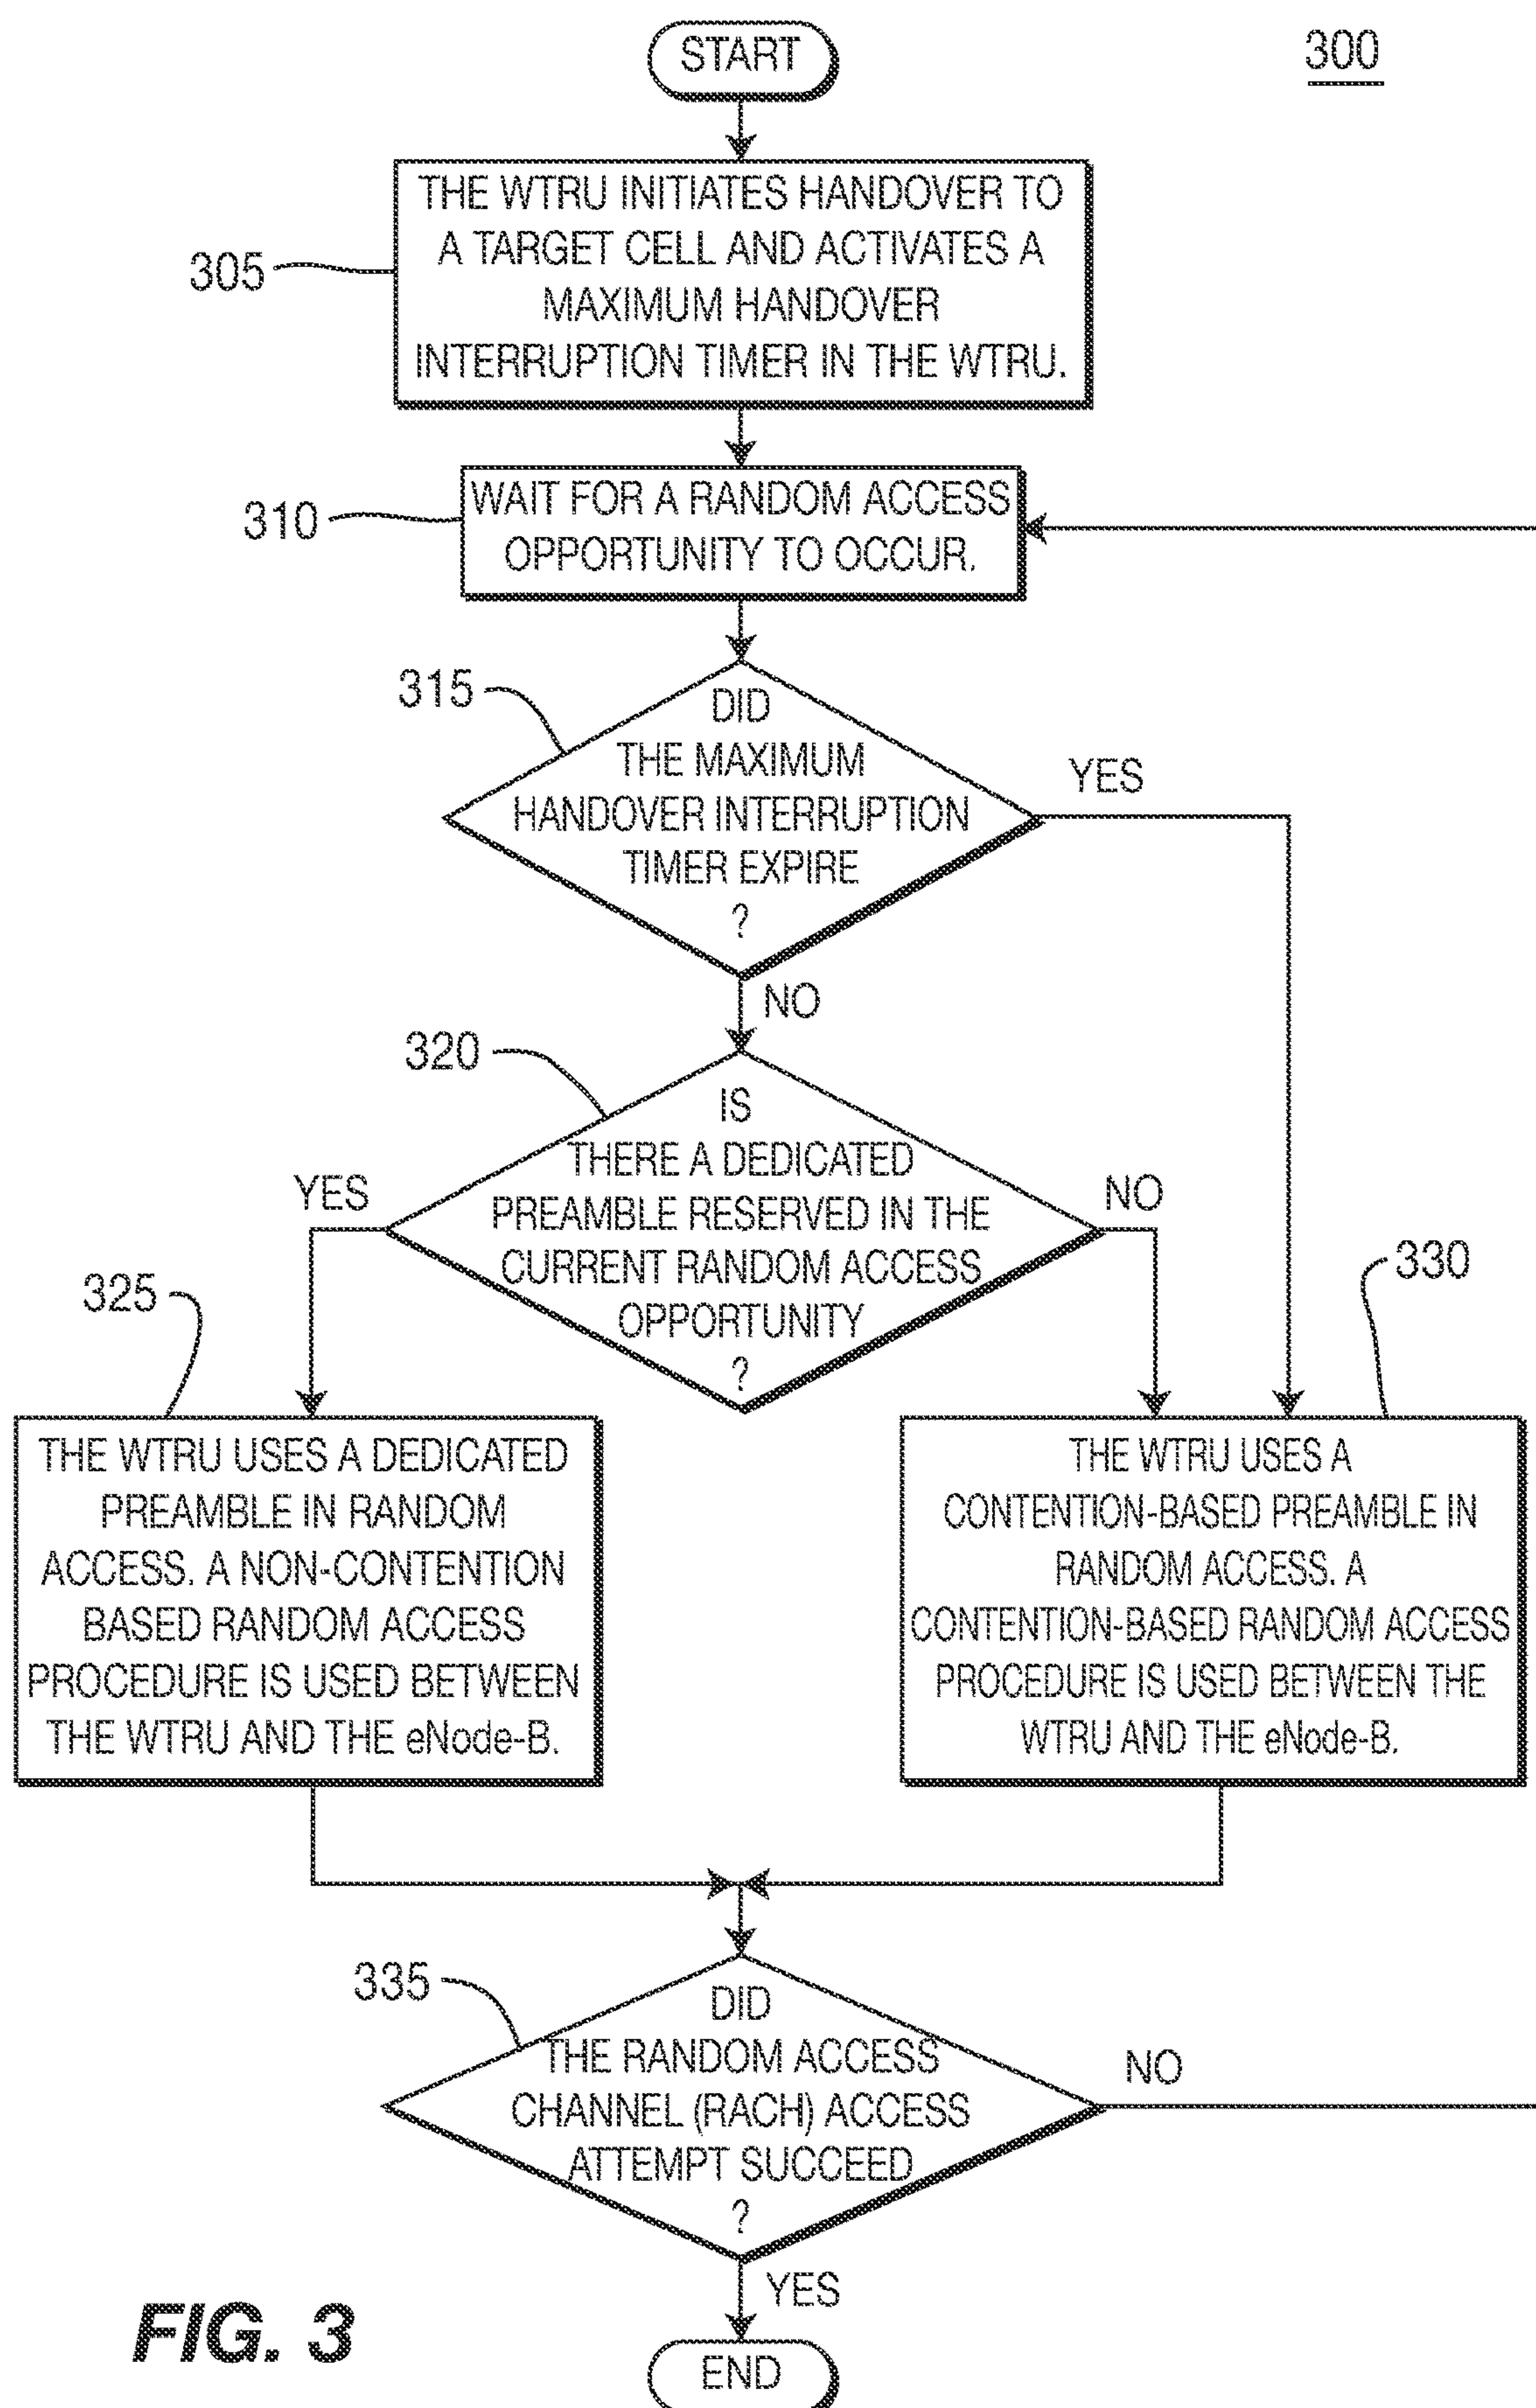 START
300
THE WTRU INITIATES HANDOVER TO
A TARGET CELL AND ACTIVATES A
MAXIMUM HANDOVER
INTERRUPTION TIMER IN THE WTRU.
305
WAIT FOR A RANDOM ACCESS
OPPORTUNITY TO OCCUR.
310
315
DID
THE MAXIMUM
HANDOVER INTERRUPTION
TIMER EXPIRE
?
YES
NO
320
IS
THERE A DEDICATED
PREAMBLE RESERVED IN THE
CURRENT RANDOM ACCESS
OPPORTUNITY
?
YES
NO
325
330
THE WTRU USES A DEDICATED
PREAMBLE IN RANDOM
ACCESS. A NON-CONTENTION
BASED RANDOM ACCESS
PROCEDURE IS USED BETWEEN
THE WTRU AND THE eNode-B.
THE WTRU USES A
CONTENTION-BASED PREAMBLE IN
RANDOM ACCESS. A
CONTENTION-BASED RANDOM ACCESS
PROCEDURE IS USED BETWEEN THE
WTRU AND THE eNode-B.
335
DID
THE RANDOM ACCESS
CHANNEL (RACH) ACCESS
ATTEMPT SUCCEED
?
NO
YES
FIG. 3
END